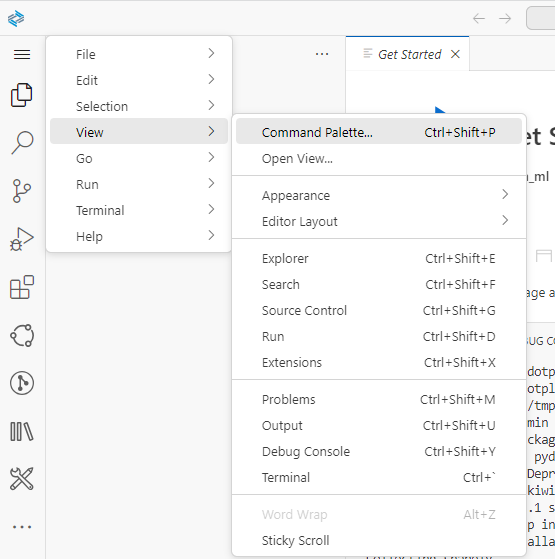 Get Started
File
Edit
Selection
View
Go
Run
Terminal
Help
Command Palette... Ctrl+Shift+P
Open View...
Appearance
Editor Layout
Explorer Ctrl+Shift+E
Search Ctrl+Shift+F
Source Control Ctrl+Shift+G
Run Ctrl+Shift+D
Extensions Ctrl+Shift+X
Problems Ctrl+Shift+M
Output Ctrl+Shift+U
Debug Console Ctrl+Shift+Y
Terminal Ctrl+`
Word Wrap Alt+Z
Sticky Scroll
et S
_ml
age a
BUG CO
dotp
otpl
/tmp
min
ckag
pyd
Depr
kiwi
.1 s
p in
alla